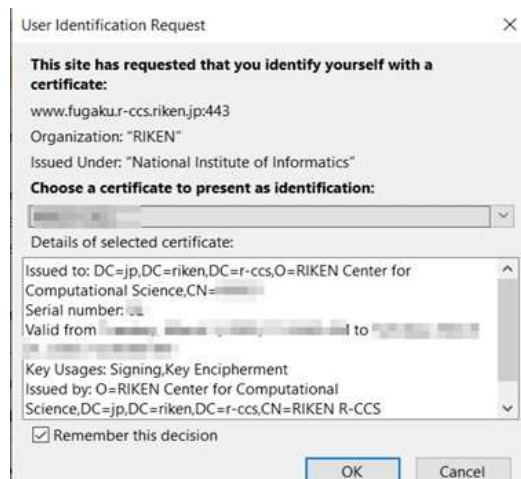 User Identification Request
This site has requested that you identify yourself with a
certificate:
www.fugaku.r-ccs.riken.jp:443
Organization: "RIKEN"
Issued Under: "National Institute of Informatics"
Choose a certificate to present as identification:
Details of selected certificate:
Issued to: DC=jp,DC=riken,DC=r-ccs,O=RIKEN Center for
Computational Science,CN=
Serial number:
Valid from to
Key Usages: Signing,Key Encipherment
Issued by: O=RIKEN Center for Computational
Science,DC=jp,DC=riken,DC=r-ccs,CN=RIKEN R-CCS
Remember this decision
OK Cancel